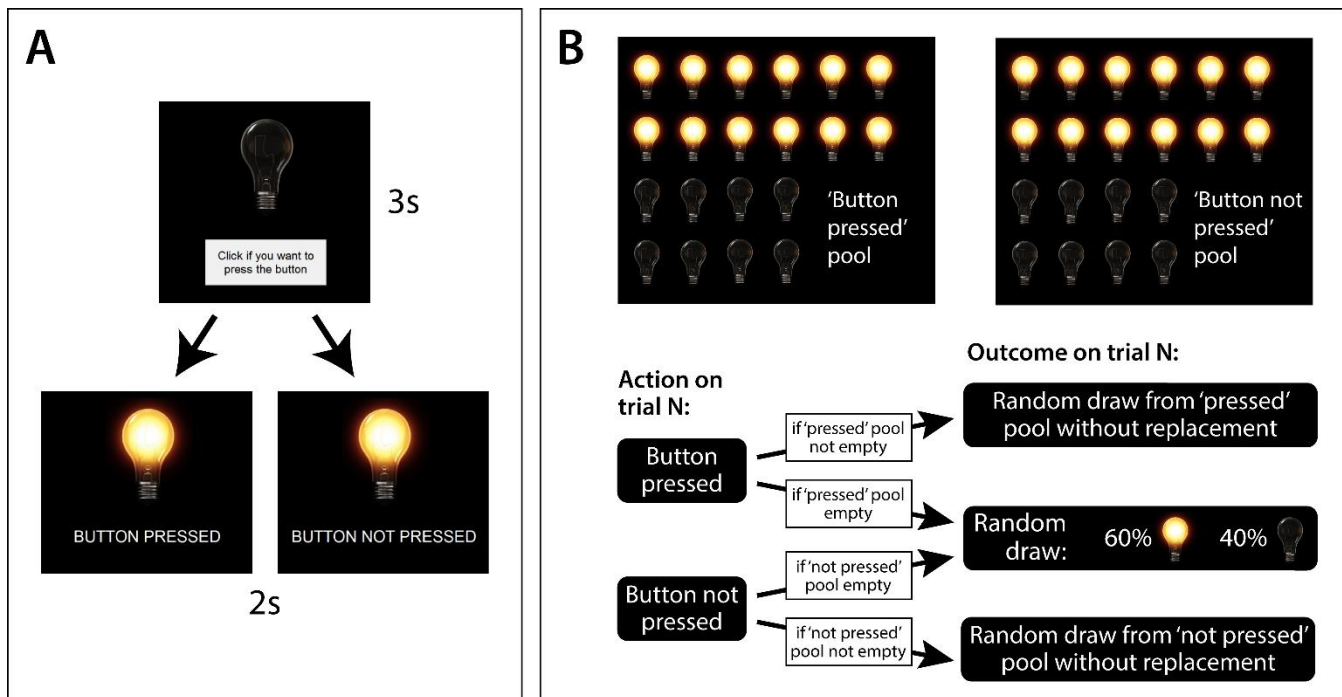 A
3s
Click if you want to
press the button
BUTTON PRESSED
BUTTON NOT PRESSED
2s
B
'Button
pressed'
pool
'Button not
pressed'
pool
Action on
trial N:
Outcome on trial N:
Button
pressed
if 'pressed' pool
not empty
Random draw from 'pressed'
pool without replacement
if 'pressed' pool
empty
Random
draw:
60%
40%
Button not
pressed
if 'not pressed'
pool empty
if 'not pressed'
pool not empty
Random draw from 'not pressed'
pool without replacement